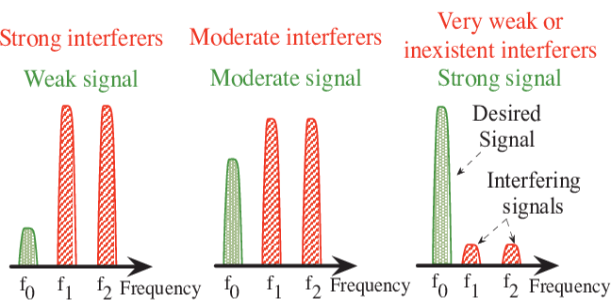 Strong interferers
Weak signal
f0 f1 f2 Frequency
Moderate interferers
Moderate signal
f0 f1 f2 Frequency
Very weak or
inexistent interferers
Strong signal
Desired
Signal
Interfering
signals
f0 f1 f2 Frequency